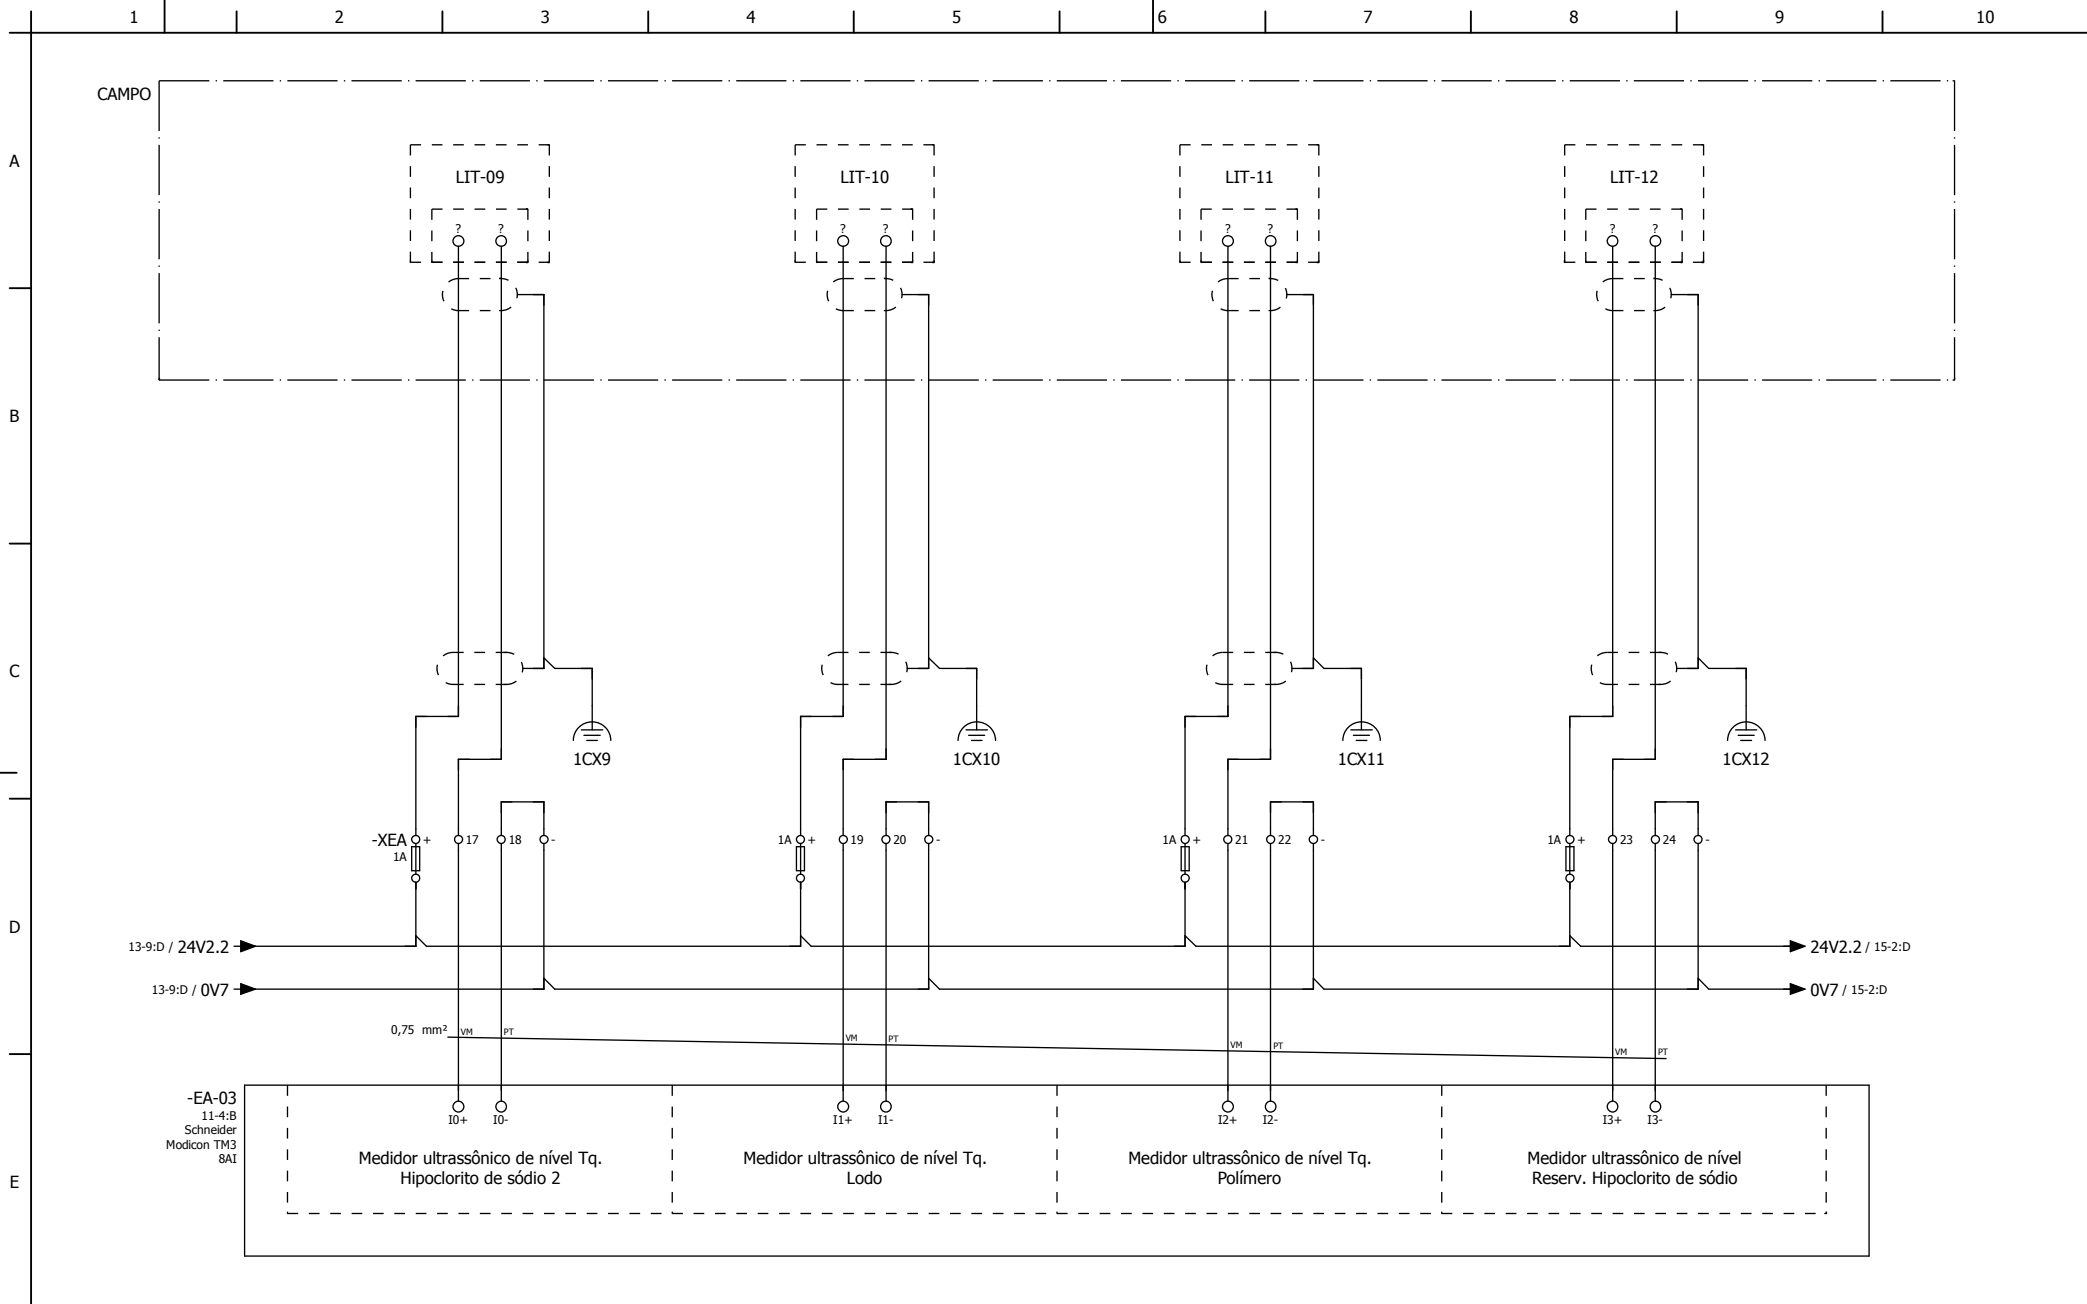 1 2 3 4 5 6 7 8 9 10
CAMPO
A
LIT-09 LIT-10 LIT-11 LIT-12
? ? ? ? ? ? ? ?
B
C
1CX9 1CX10 1CX11 1CX12
-XEA + 17 18 - 1A + 19 20 - 1A + 21 22 - 1A + 23 24 -
1A
D
13-9:D / 24V2.2 24V2.2 / 15-2:D
13-9:D / 0V7 0V7 / 15-2:D
0,75 mm² VM PT VM PT VM PT VM PT
-EA-03
11-4:B
Schneider
Modicon TM3
8AI
I0+ I0- I1+ I1- I2+ I2- I3+ I3-
E
Medidor ultrassônico de nível Tq.
Hipoclorito de sódio 2
Medidor ultrassônico de nível Tq.
Lodo
Medidor ultrassônico de nível Tq.
Polímero
Medidor ultrassônico de nível
Reserv. Hipoclorito de sódio